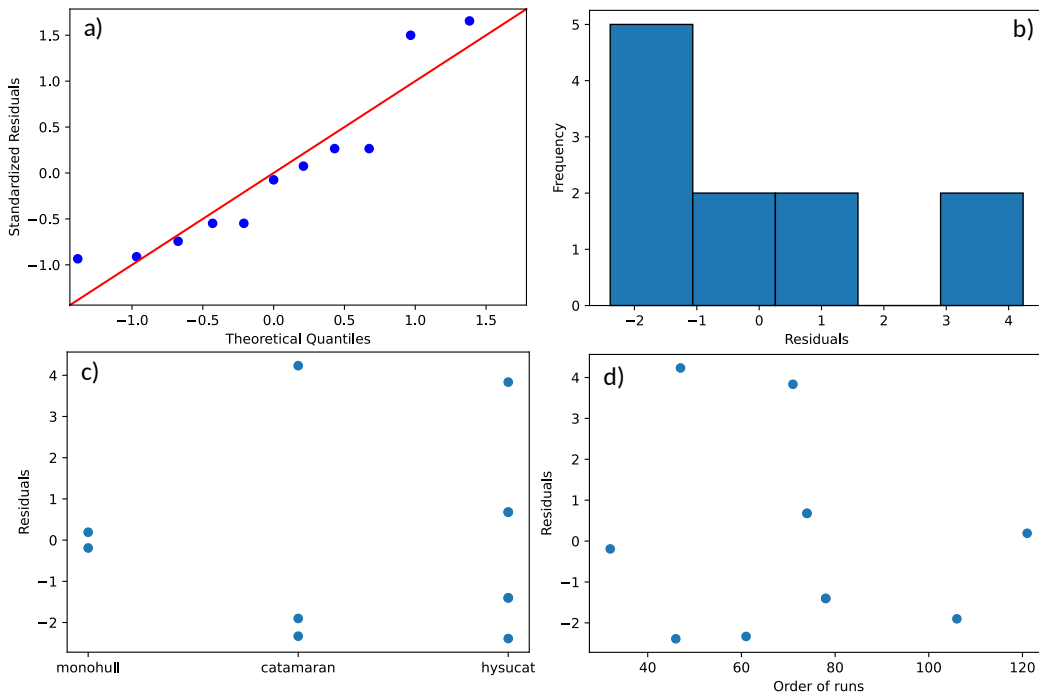 a)
Standardized Residuals
1.5
1.0
0.5
0.0
−0.5
−1.0
−1.0 −0.5 0.0 0.5 1.0 1.5
Theoretical Quantiles
b)
Frequency
5
4
3
2
1
0
−2 −1 0 1 2 3 4
Residuals
c)
Residuals
4
3
2
1
0
−1
−2
monohull catamaran hysucat
d)
Residuals
4
3
2
1
0
−1
−2
40 60 80 100 120
Order of runs